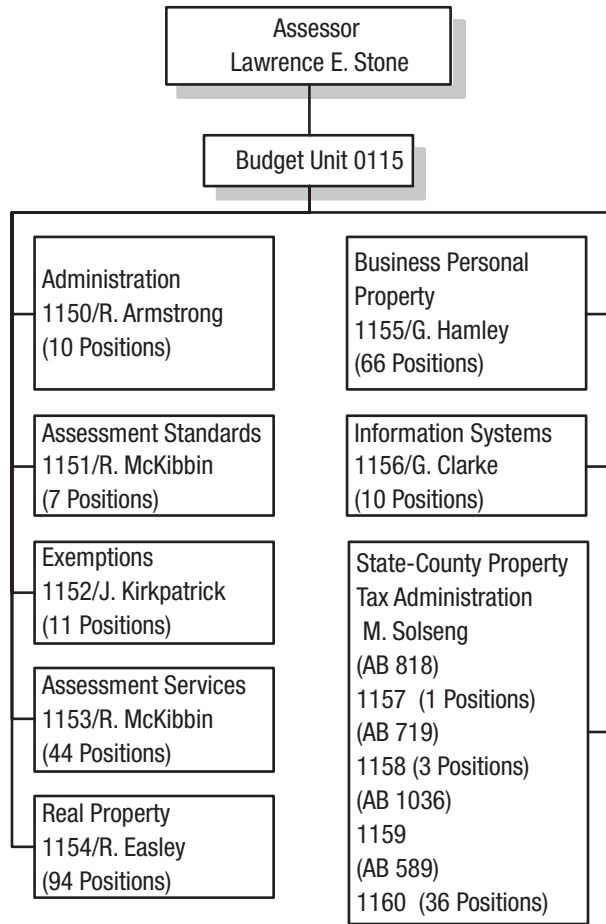 Assessor
Lawrence E. Stone
Budget Unit 0115
Administration
1150/R. Armstrong
(10 Positions)
Assessment Standards
1151/R. McKibbin
(7 Positions)
Exemptions
1152/J. Kirkpatrick
(11 Positions)
Assessment Services
1153/R. McKibbin
(44 Positions)
Real Property
1154/R. Easley
(94 Positions)
Business Personal
Property
1155/G. Hamley
(66 Positions)
Information Systems
1156/G. Clarke
(10 Positions)
State-County Property
Tax Administration
M. Solseng
(AB 818)
1157 (1 Positions)
(AB 719)
1158 (3 Positions)
(AB 1036)
1159
(AB 589)
1160 (36 Positions)